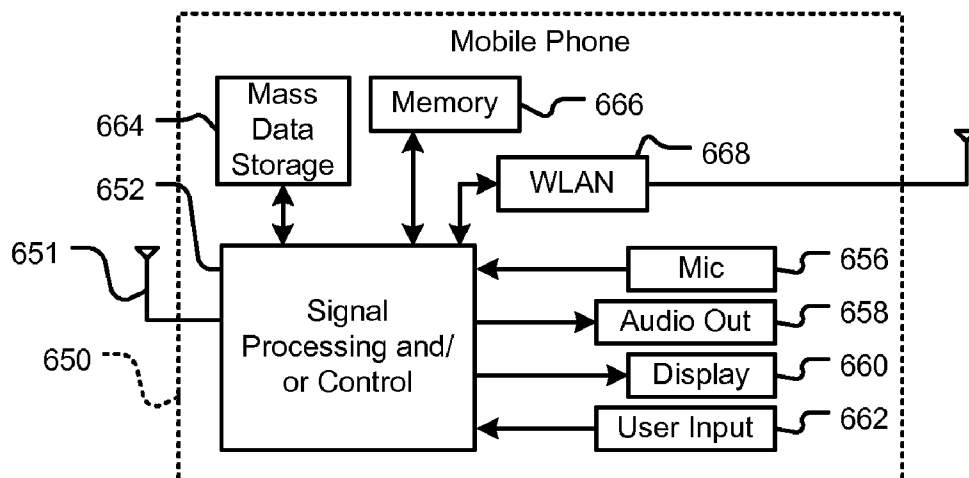 Mobile Phone
Mass
Data
Storage
664
Memory
666
668
WLAN
652
651
Mic
656
Signal
Processing and/
or Control
Audio Out
658
650
Display
660
User Input
662